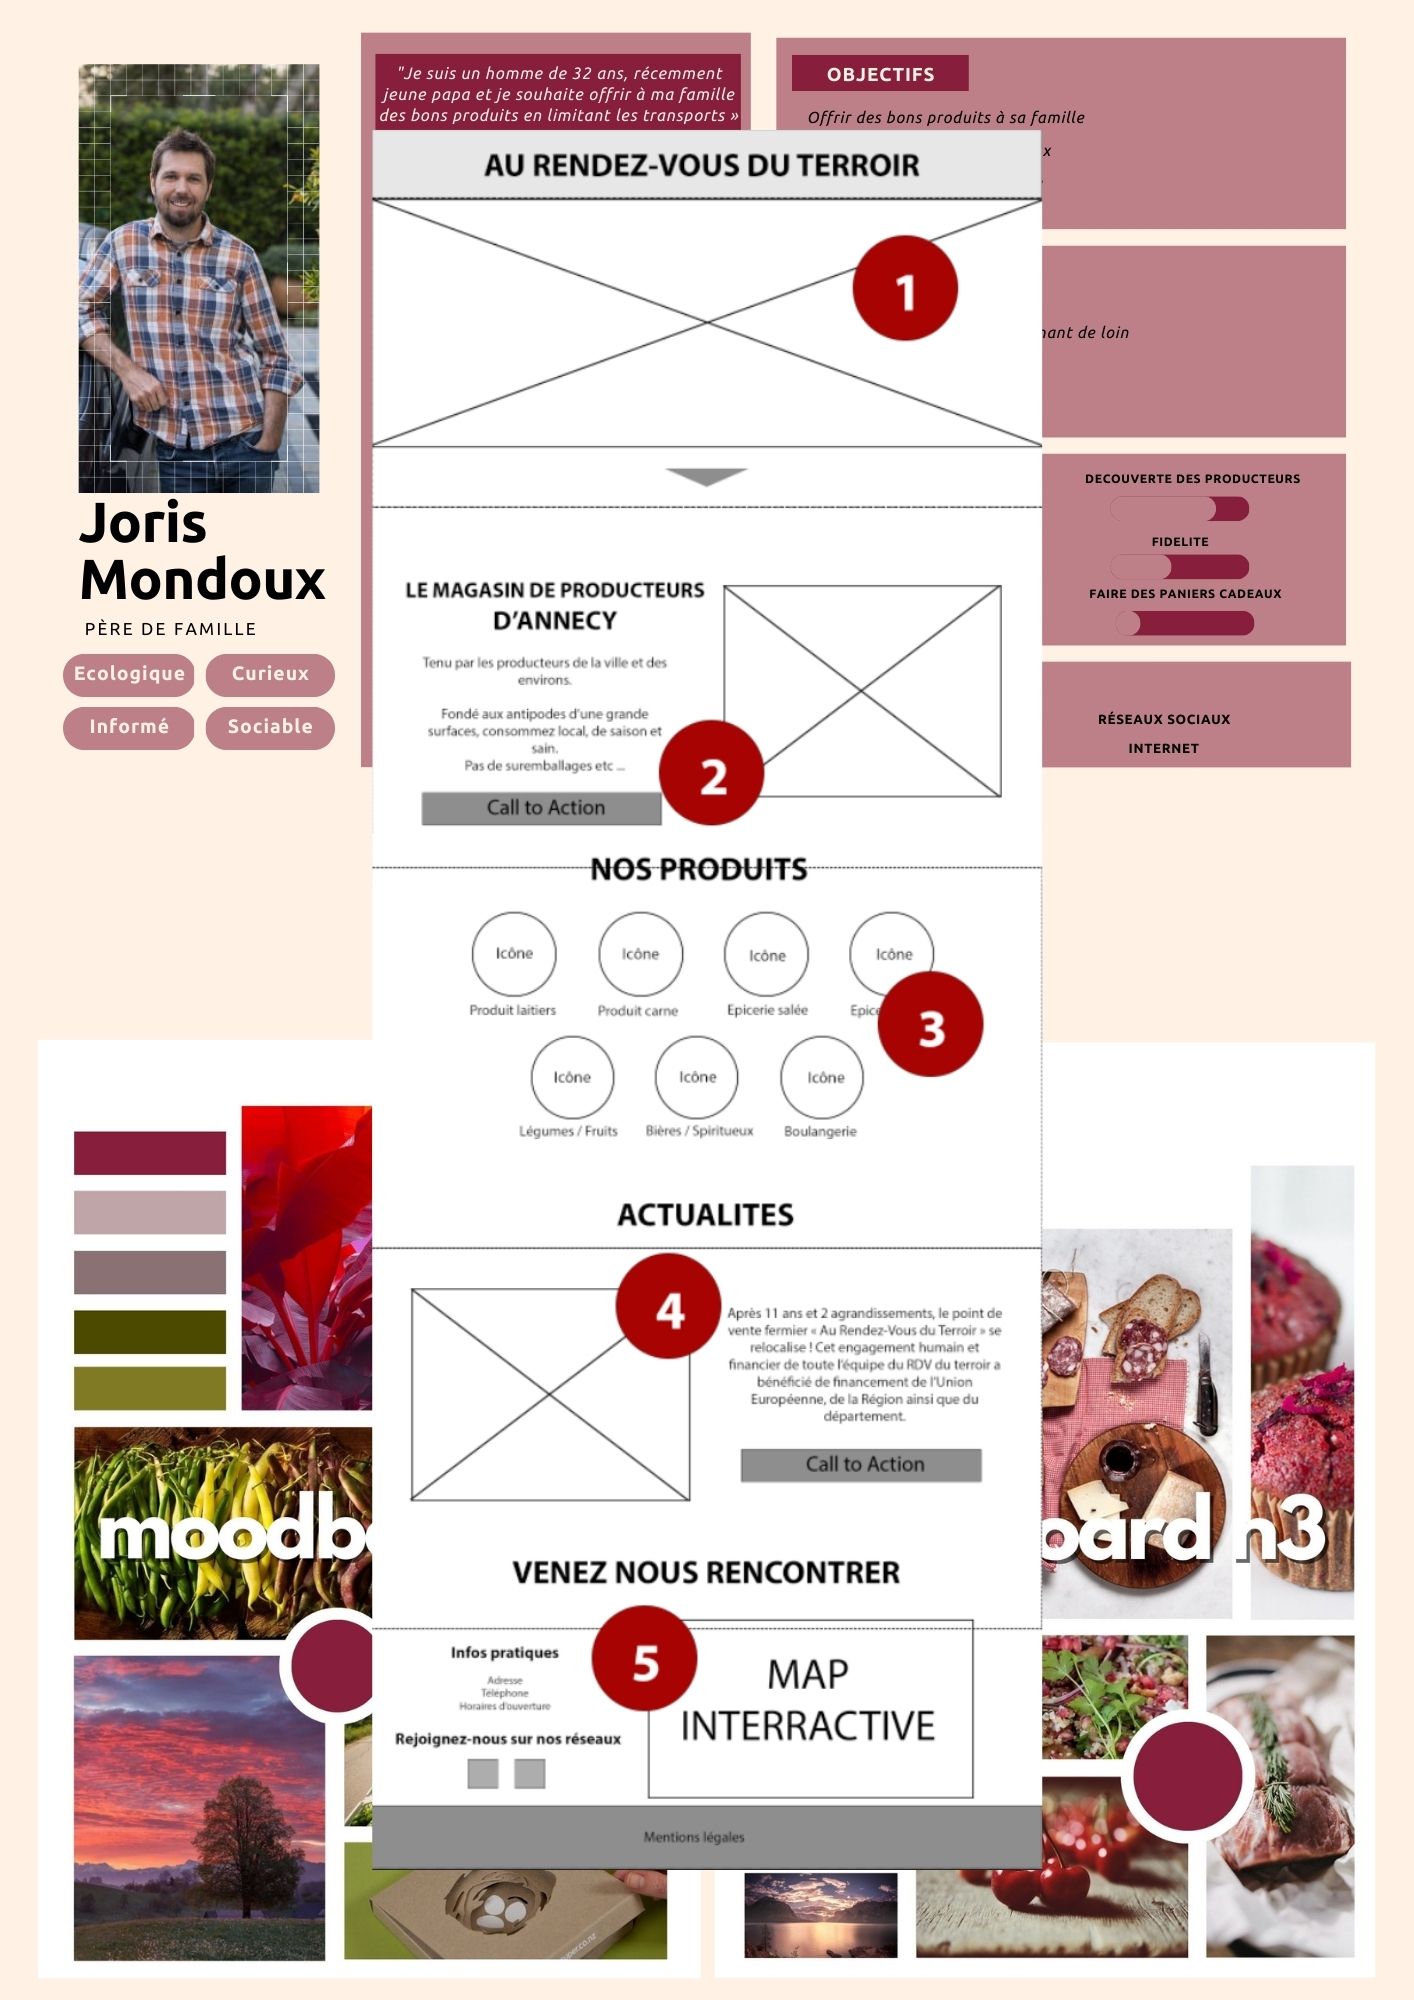 "Je suis un homme de 32 ans, récemment
jeune papa et je souhaite offrir à ma famille
des bons produits en limitant les transports »
OBJECTIFS
Offrir des bons produits à sa famille
x
nant de loin
DECOUVERTE DES PRODUCTEURS
FIDELITE
FAIRE DES PANIERS CADEAUX
RÉSEAUX SOCIAUX
INTERNET
Joris
Mondoux
PÈRE DE FAMILLE
Ecologique
Curieux
Informé
Sociable
AU RENDEZ-VOUS DU TERROIR
1
LE MAGASIN DE PRODUCTEURS
D'ANNECY
Tenu par les producteurs de la ville et des
environs.
Fondé aux antipodes d'une grande
surfaces, consommez local, de saison et
sain.
Pas de suremballages etc ...
Call to Action
2
NOS PRODUITS
Icône
Icône
Icône
Icône
Produit laitiers
Produit carne
Epicerie salée
Epice
3
Icône
Icône
Icône
Légumes / Fruits
Bières / Spiritueux
Boulangerie
ACTUALITES
4
Après 11 ans et 2 agrandissements, le point de
vente fermier « Au Rendez-Vous du Terroir » se
relocalise ! Cet engagement humain et
financier de toute l'équipe du RDV du terroir a
bénéficié de financement de l'Union
Européenne, de la Région ainsi que du
département.
Call to Action
VENEZ NOUS RENCONTRER
5
Infos pratiques
Adresse
Téléphone
Horaires d'ouverture
Rejoignez-nous sur nos réseaux
MAP
INTERRACTIVE
Mentions légales
moodbo
oard n3